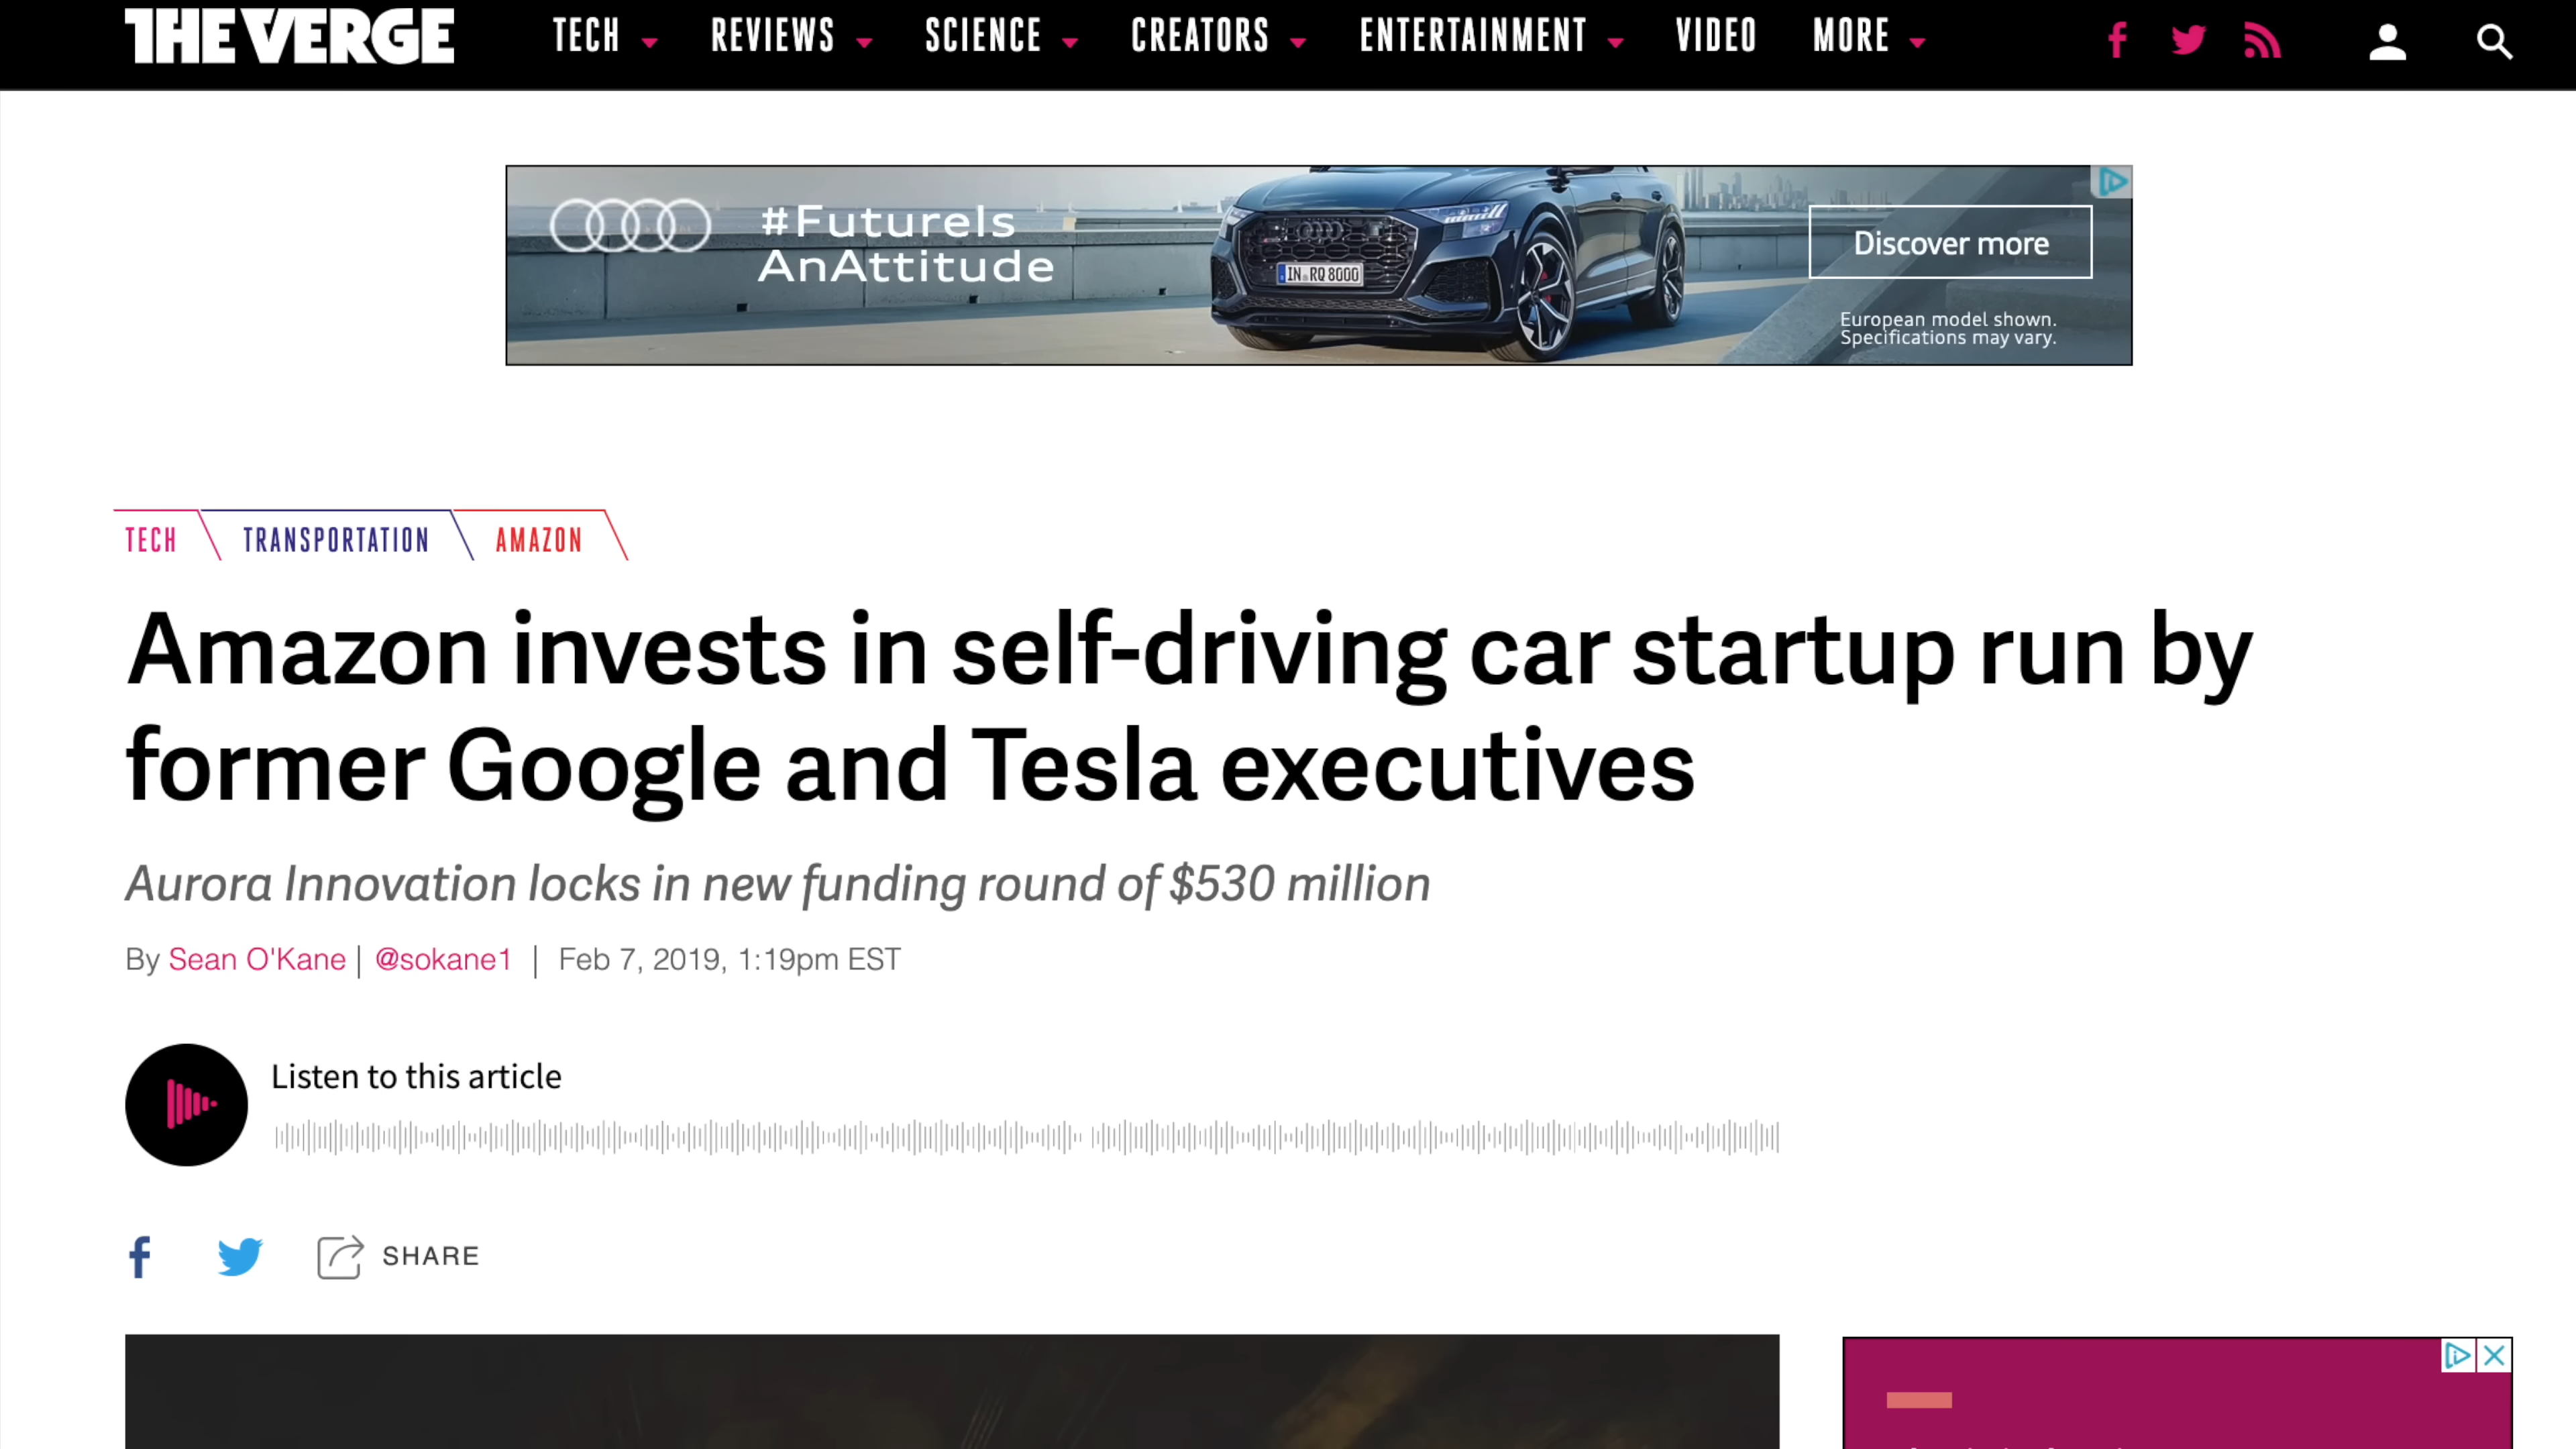 THE VERGE
TECH REVIEWS SCIENCE CREATORS ENTERTAINMENT VIDEO MORE
#FutureIs
AnAttitude
IN RQ 8000
Discover more
European model shown.
Specifications may vary.
TECH TRANSPORTATION AMAZON
Amazon invests in self-driving car startup run by
former Google and Tesla executives
Aurora Innovation locks in new funding round of $530 million
By Sean O'Kane | @sokane1 | Feb 7, 2019, 1:19pm EST
Listen to this article
SHARE